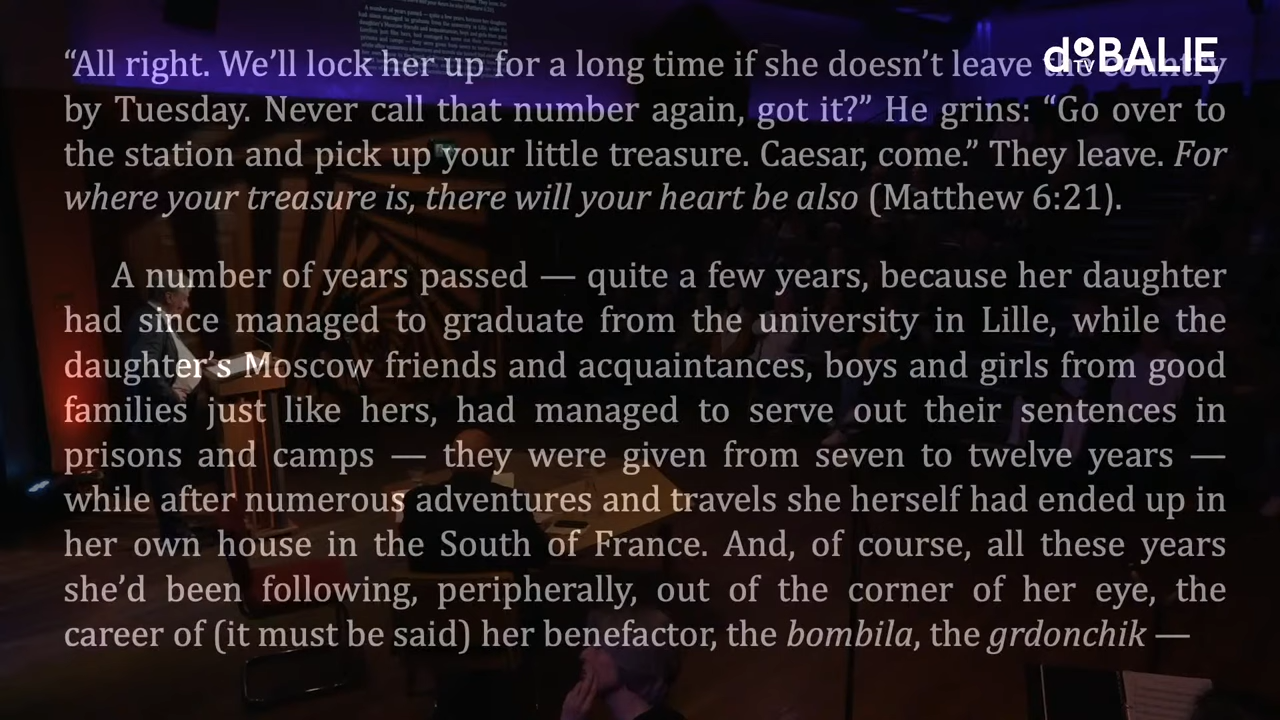 “All right. We’ll lock her up for a long time if she doesn’t leave the country
by Tuesday. Never call that number again, got it?” He grins: “Go over to
the station and pick up your little treasure. Caesar, come.” They leave. For
where your treasure is, there will your heart be also (Matthew 6:21).
A number of years passed — quite a few years, because her daughter
had since managed to graduate from the university in Lille, while the
daughter’s Moscow friends and acquaintances, boys and girls from good
families just like hers, had managed to serve out their sentences in
prisons and camps — they were given from seven to twelve years —
while after numerous adventures and travels she herself had ended up in
her own house in the South of France. And, of course, all these years
she’d been following, peripherally, out of the corner of her eye, the
career of (it must be said) her benefactor, the bombila, the grdonchik —
de BALIE
TV